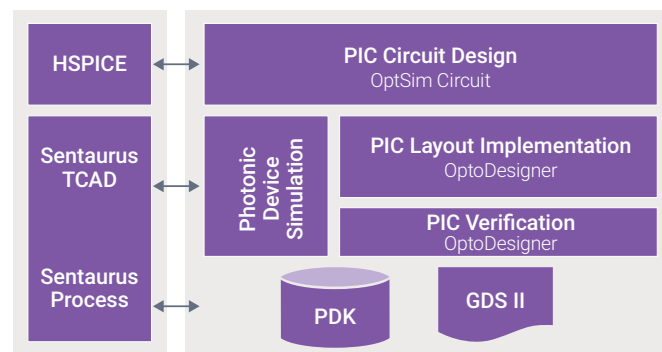 HSPICE
PIC Circuit Design
OptSim Circuit
Sentaurus
TCAD
Photonic
Device
Simulation
PIC Layout Implementation
OptoDesigner
PIC Verification
OptoDesigner
Sentaurus
Process
PDK
GDS II